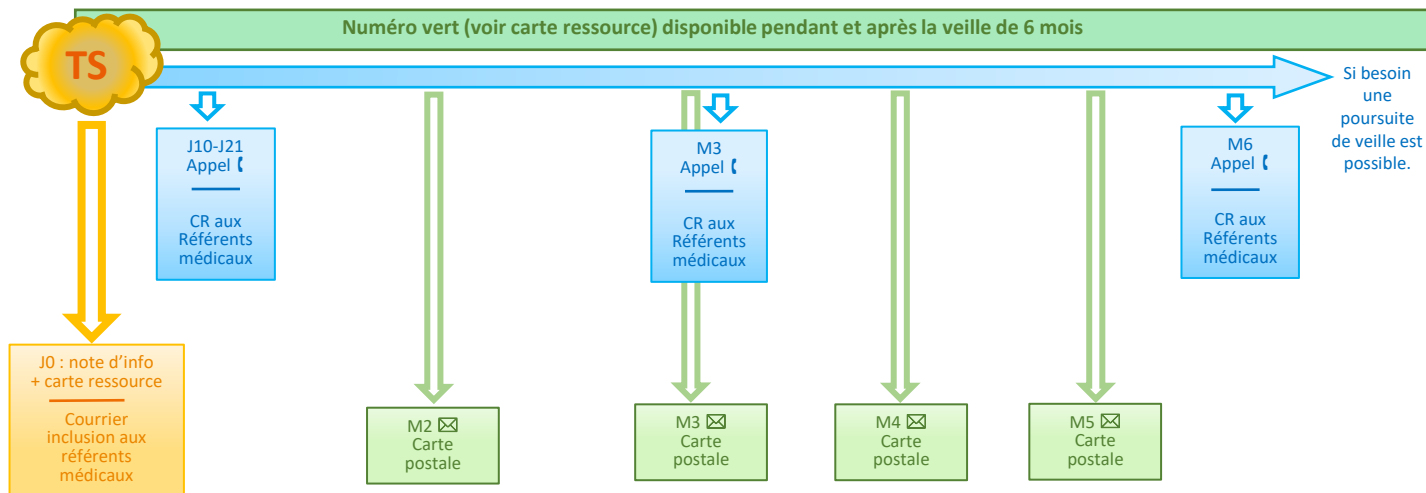 Numéro vert (voir carte ressource) disponible pendant et après la veille de 6 mois
TS
Si besoin
une
poursuite
de veille est
possible.
J10-J21
Appel
CR aux
Référents
médicaux
M3
Appel
CR aux
Référents
médicaux
M6
Appel
CR aux
Référents
médicaux
J0 : note d’info
+ carte ressource
Courrier
inclusion aux
référents
médicaux
M2
Carte
postale
M3
Carte
postale
M4
Carte
postale
M5
Carte
postale